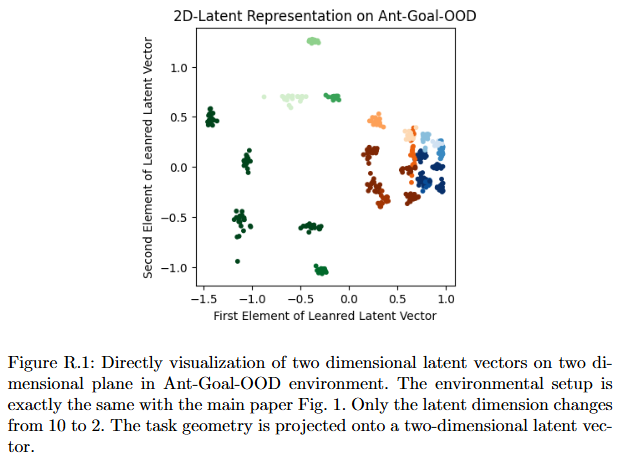 2D-Latent Representation on Ant-Goal-OOD
Second Element of Leanred Latent Vector
1.0
0.5
0.0
−0.5
−1.0
−1.5
−1.0
−0.5
0.0
0.5
1.0
First Element of Leanred Latent Vector
Figure R.1: Directly visualization of two dimensional latent vectors on two di-
mensional plane in Ant-Goal-OOD environment. The environmental setup is
exactly the same with the main paper Fig. 1. Only the latent dimension changes
from 10 to 2. The task geometry is projected onto a two-dimensional latent vec-
tor.